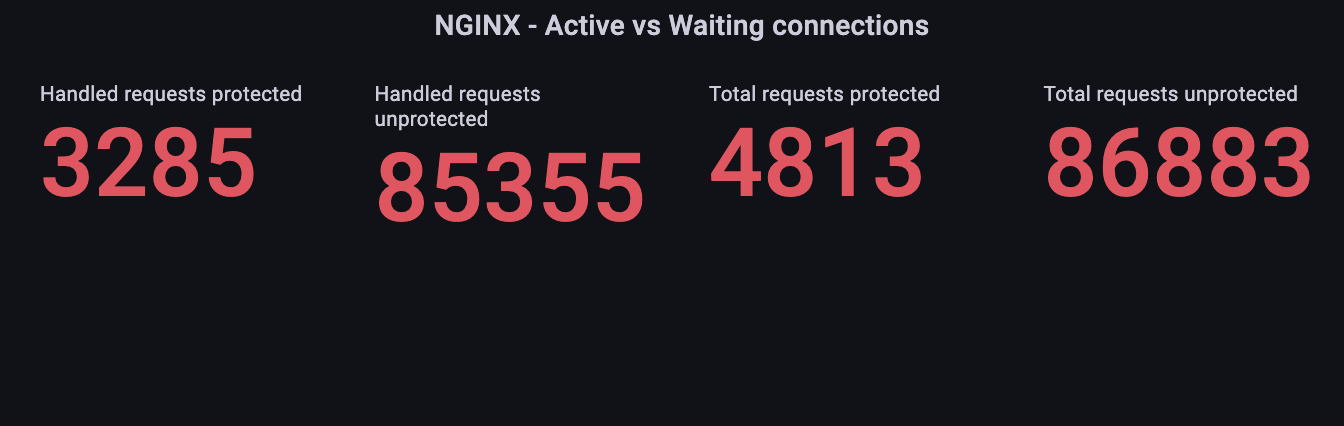 NGINX - Active vs Waiting connections
Handled requests protected
3285
Handled requests
unprotected
85355
Total requests protected
4813
Total requests unprotected
86883